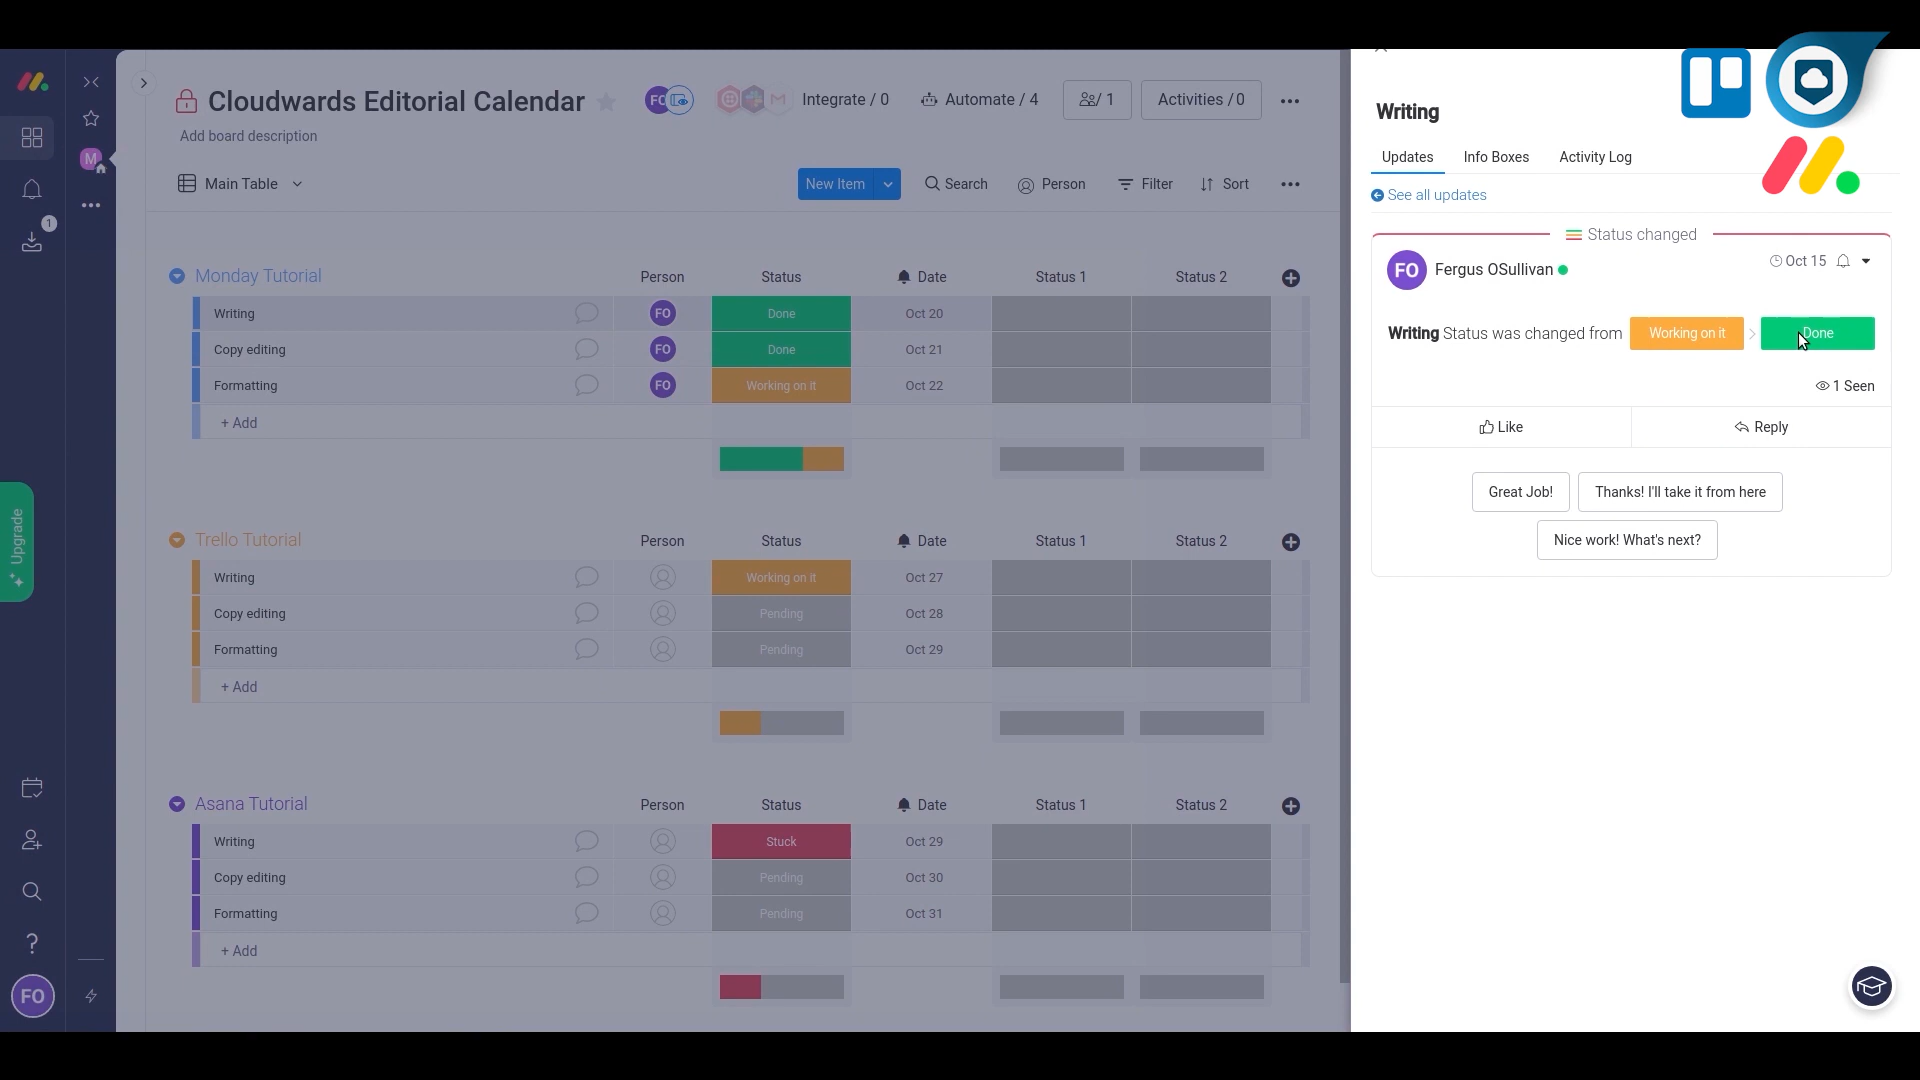 Cloudwards Editorial Calendar
FO
Integrate / 0
Automate / 4
/ 1
Activities / 0
Add board description
M
Main Table
New Item
Search
Person
Filter
Sort
1
Upgrade
?
FO
Monday Tutorial Person Status Date Status 1 Status 2
Writing FO Done Oct 20
Copy editing FO Done Oct 21
Formatting FO Working on it Oct 22
+ Add
Trello Tutorial Person Status Date Status 1 Status 2
Writing Working on it Oct 27
Copy editing Pending Oct 28
Formatting Pending Oct 29
+ Add
Asana Tutorial Person Status Date Status 1 Status 2
Writing Stuck Oct 29
Copy editing Pending Oct 30
Formatting Pending Oct 31
+ Add
Writing
Updates Info Boxes Activity Log
See all updates
Status changed
FO Fergus OSullivan Oct 15
Writing Status was changed from Working on it > Done
1 Seen
Like Reply
Great Job! Thanks! I'll take it from here
Nice work! What's next?